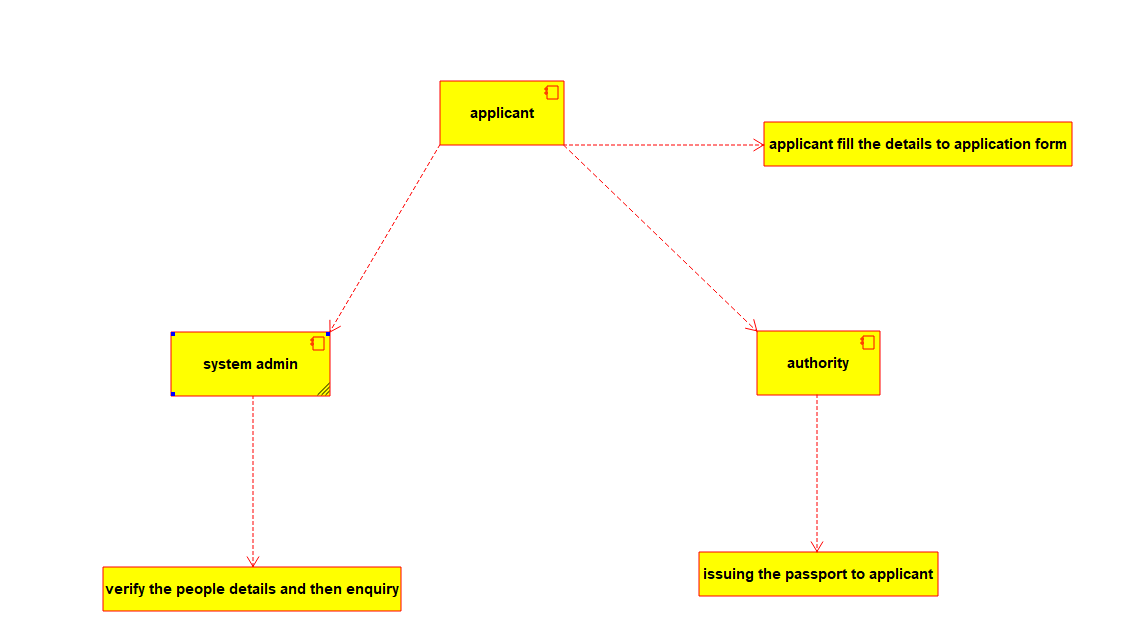 applicant
applicant fill the details to application form
system admin
authority
verify the people details and then enquiry
issuing the passport to applicant